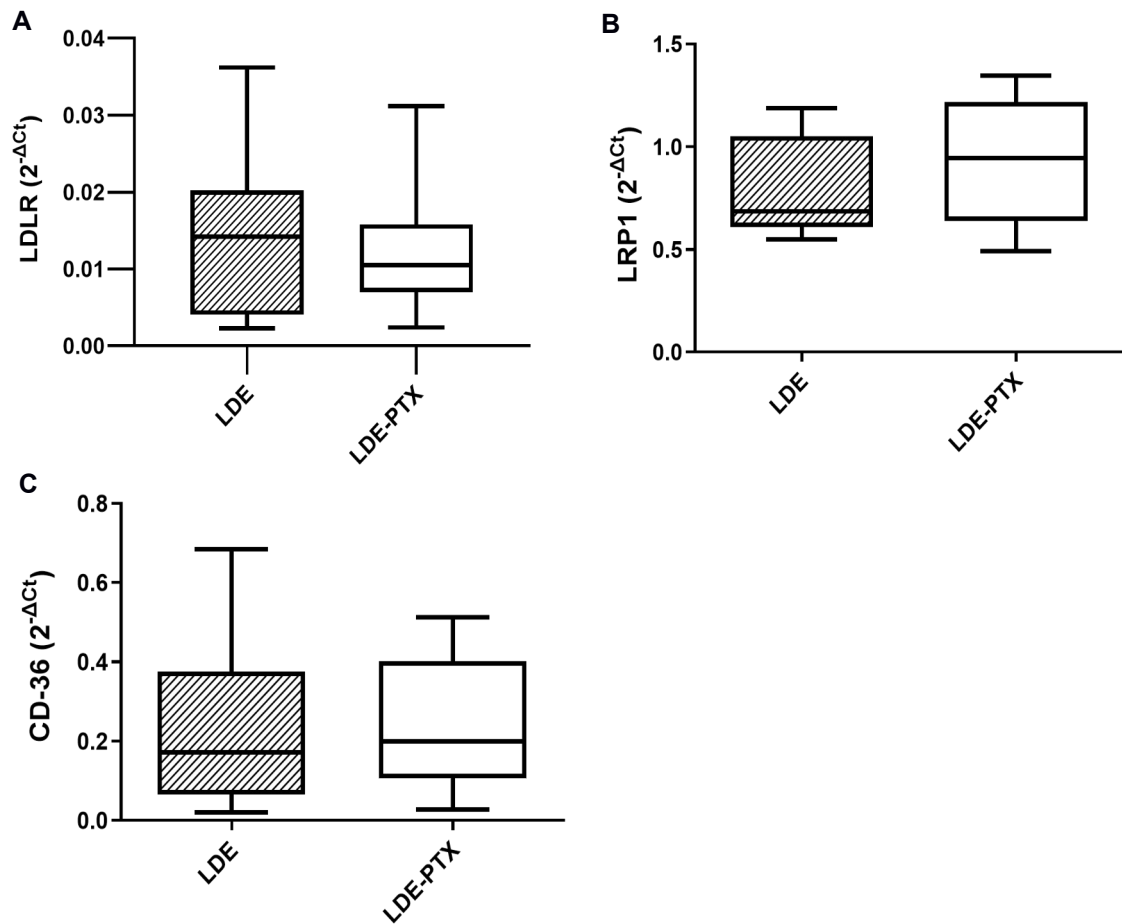 A
LDLR (2^-ΔCt)
0.04
0.03
0.02
0.01
0.00
LDE
LDE-PTX
B
LRP1 (2^-ΔCt)
1.5
1.0
0.5
0.0
LDE
LDE-PTX
C
CD-36 (2^-ΔCt)
0.8
0.6
0.4
0.2
0.0
LDE
LDE-PTX